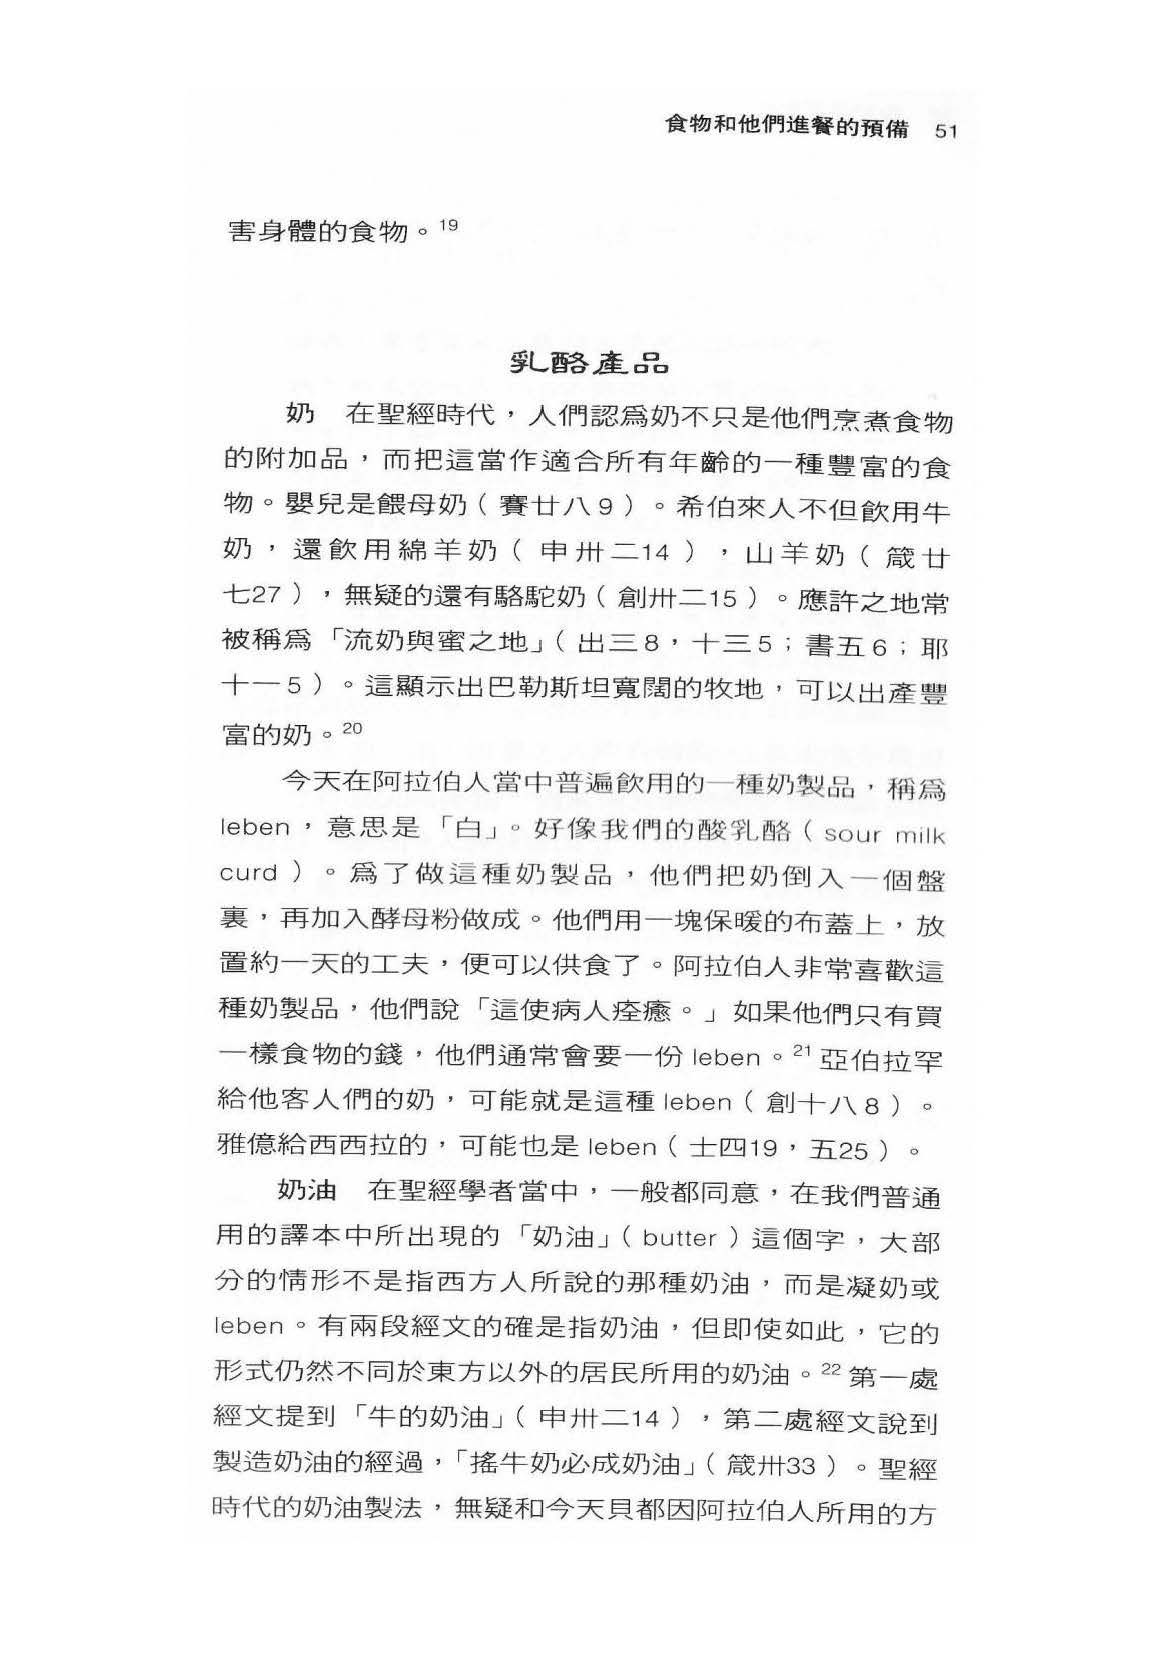 食物和他們進餐的預備 51
害身體的食物。19
乳酪產品
奶　在聖經時代，人們認爲奶不只是他們烹煮食物
的附加品，而把這當作適合所有年齡的一種豐富的食
物。嬰兒是餵母奶（賽廿八9）。希伯來人不但飲用牛
奶，還飲用綿羊奶（申卅二14），山羊奶（箴廿
七27），無疑的還有駱駝奶（創卅二15）。應許之地常
被稱爲「流奶與蜜之地」（出三8，十三5；書五6；耶
十一5）。這顯示出巴勒斯坦寬闊的牧地，可以出產豐
富的奶。20
今天在阿拉伯人當中普遍飲用的一種奶製品，稱爲
leben，意思是「白」。好像我們的酸乳酪（sour milk
curd）。爲了做這種奶製品，他們把奶倒入一個盤
裏，再加入酵母粉做成。他們用一塊保暖的布蓋上，放
置約一天的工夫，便可以供食了。阿拉伯人非常喜歡這
種奶製品，他們說「這使病人痊癒。」如果他們只有買
一樣食物的錢，他們通常會要一份leben。21亞伯拉罕
給他客人們的奶，可能就是這種leben（創十八8）。
雅億給西西拉的，可能也是leben（士四19，五25）。
奶油　在聖經學者當中，一般都同意，在我們普通
用的譯本中所出現的「奶油」（butter）這個字，大部
分的情形不是指西方人所說的那種奶油，而是凝奶或
leben。有兩段經文的確是指奶油，但即使如此，它的
形式仍然不同於東方以外的居民所用的奶油。22第一處
經文提到「牛的奶油」（申卅二14），第二處經文說到
製造奶油的經過，「搖牛奶必成奶油」（箴卅33）。聖經
時代的奶油製法，無疑和今天貝都因阿拉伯人所用的方